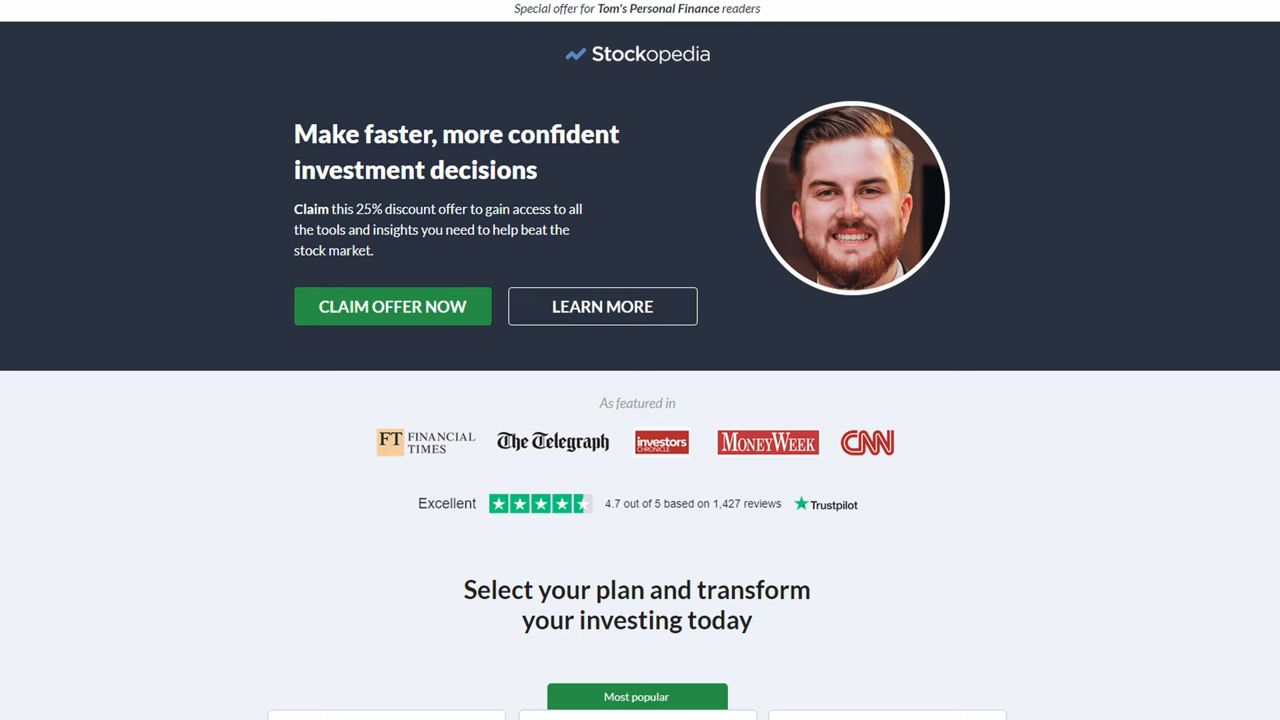 Special offer for Tom's Personal Finance readers
Stockopedia
Make faster, more confident
investment decisions
Claim this 25% discount offer to gain access to all
the tools and insights you need to help beat the
stock market.
CLAIM OFFER NOW
LEARN MORE
As featured in
FT FINANCIAL
TIMES
The Telegraph
investors
CHRONICLE
MONEYWEEK
CNN
Excellent
4.7 out of 5 based on 1,427 reviews
Trustpilot
Select your plan and transform
your investing today
Most popular